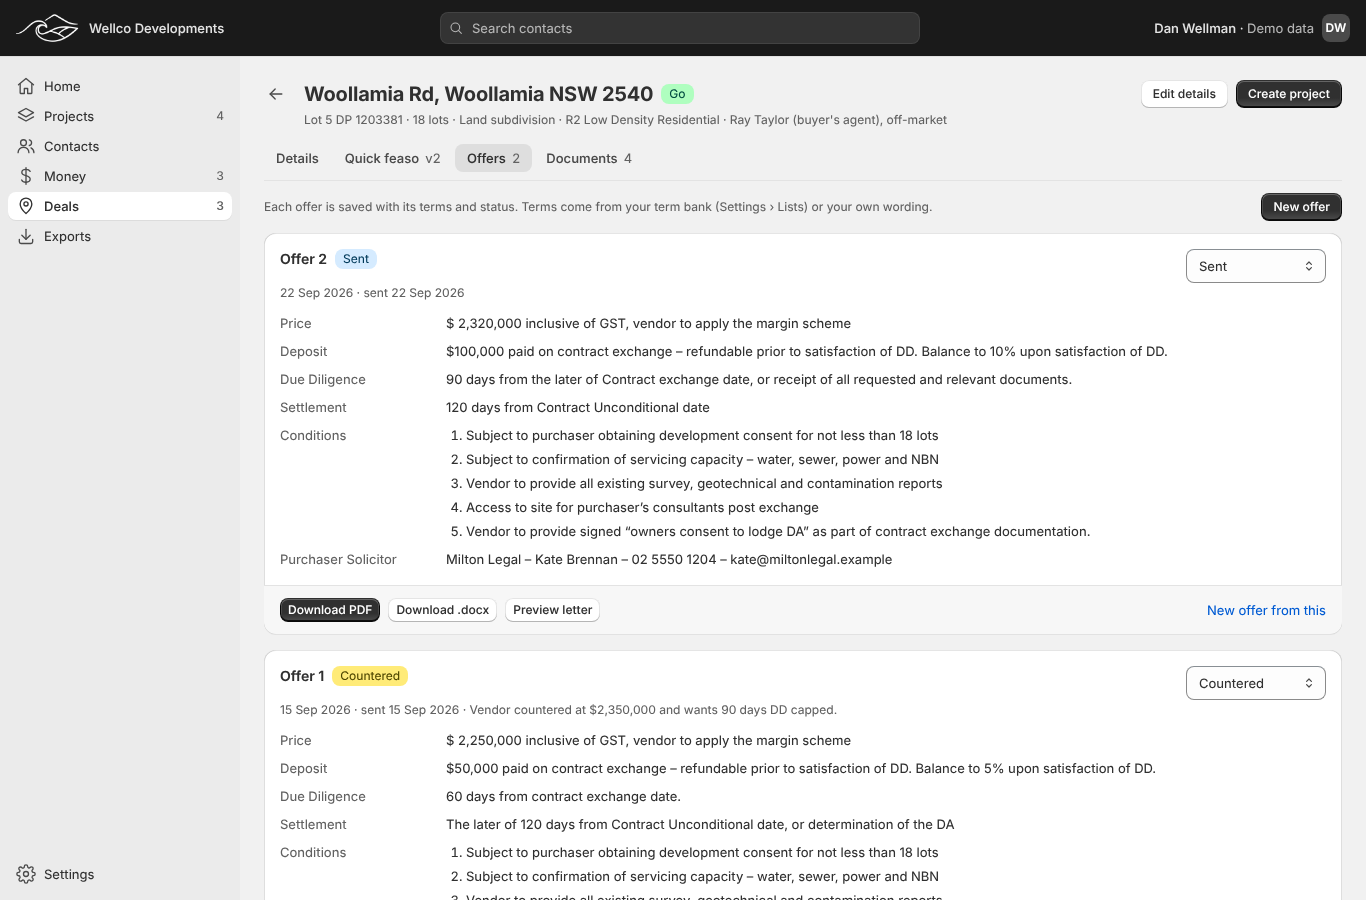 Wellco Developments
Search contacts
Dan Wellman · Demo data DW
Home
Projects 4
Contacts
Money 3
Deals 3
Exports
Settings
Woollamia Rd, Woollamia NSW 2540 Go
Edit details
Create project
Lot 5 DP 1203381 · 18 lots · Land subdivision · R2 Low Density Residential · Ray Taylor (buyer's agent), off-market
Details Quick feaso v2 Offers 2 Documents 4
Each offer is saved with its terms and status. Terms come from your term bank (Settings › Lists) or your own wording.
New offer
Offer 2 Sent
Sent
22 Sep 2026 · sent 22 Sep 2026
Price $ 2,320,000 inclusive of GST, vendor to apply the margin scheme
Deposit $100,000 paid on contract exchange – refundable prior to satisfaction of DD. Balance to 10% upon satisfaction of DD.
Due Diligence 90 days from the later of Contract exchange date, or receipt of all requested and relevant documents.
Settlement 120 days from Contract Unconditional date
Conditions 1. Subject to purchaser obtaining development consent for not less than 18 lots
2. Subject to confirmation of servicing capacity – water, sewer, power and NBN
3. Vendor to provide all existing survey, geotechnical and contamination reports
4. Access to site for purchaser’s consultants post exchange
5. Vendor to provide signed “owners consent to lodge DA” as part of contract exchange documentation.
Purchaser Solicitor Milton Legal – Kate Brennan – 02 5550 1204 – kate@miltonlegal.example
Download PDF Download .docx Preview letter New offer from this
Offer 1 Countered
Countered
15 Sep 2026 · sent 15 Sep 2026 · Vendor countered at $2,350,000 and wants 90 days DD capped.
Price $ 2,250,000 inclusive of GST, vendor to apply the margin scheme
Deposit $50,000 paid on contract exchange – refundable prior to satisfaction of DD. Balance to 5% upon satisfaction of DD.
Due Diligence 60 days from contract exchange date.
Settlement The later of 120 days from Contract Unconditional date, or determination of the DA
Conditions 1. Subject to purchaser obtaining development consent for not less than 18 lots
2. Subject to confirmation of servicing capacity – water, sewer, power and NBN
3. Vendor to provide all existing survey, geotechnical and contamination reports